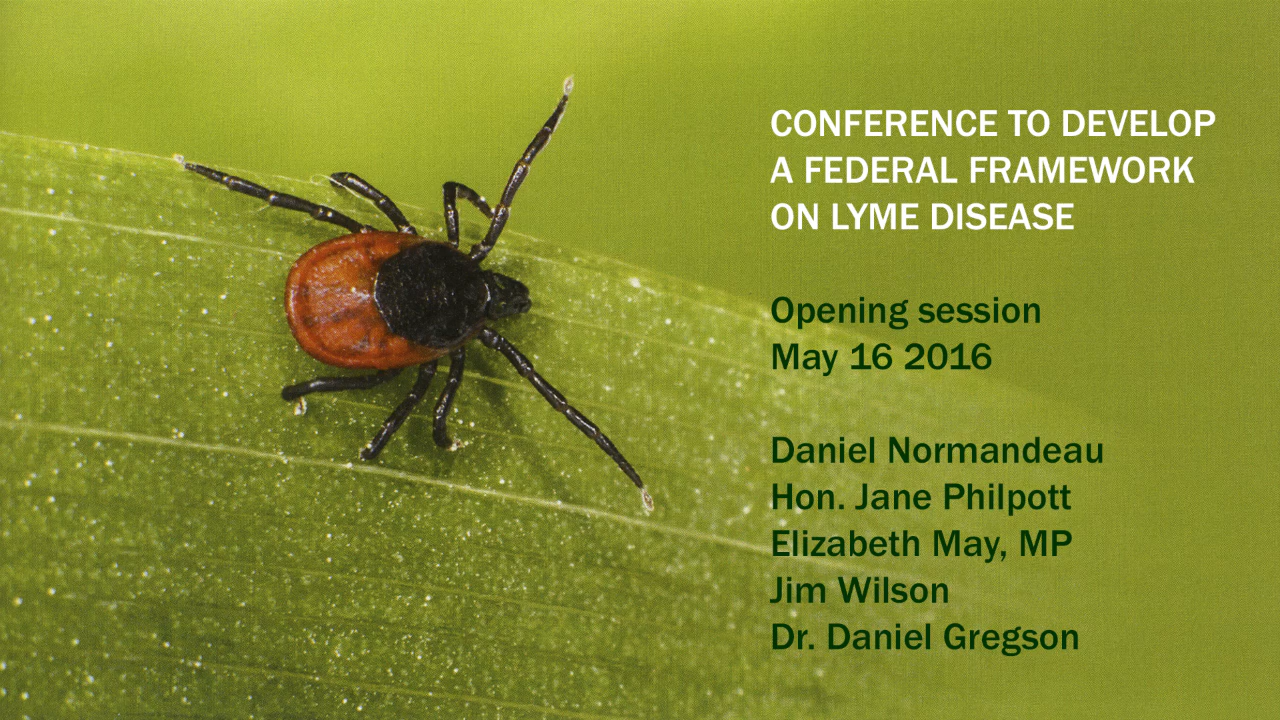 CONFERENCE TO DEVELOP
A FEDERAL FRAMEWORK
ON LYME DISEASE
Opening session
May 16 2016
Daniel Normandeau
Hon. Jane Philpott
Elizabeth May, MP
Jim Wilson
Dr. Daniel Gregson